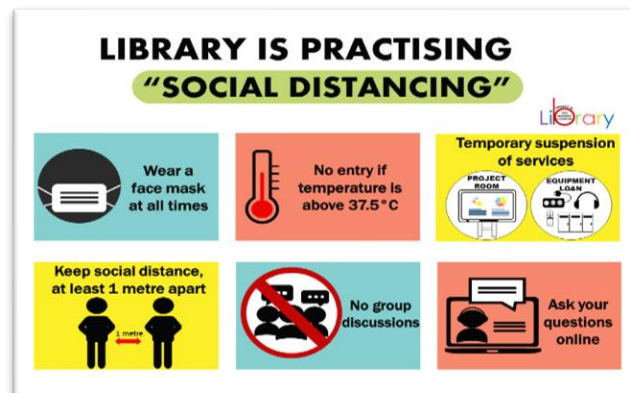 LIBRARY IS PRACTISING
“SOCIAL DISTANCING”
Library
Wear a
face mask
at all times
No entry if
temperature is
above 37.5°C
Temporary suspension
of services
PROJECT
ROOM
EQUIPMENT
LOAN
Keep social distance,
at least 1 metre apart
1 metre
No group
discussions
Ask your
questions
online